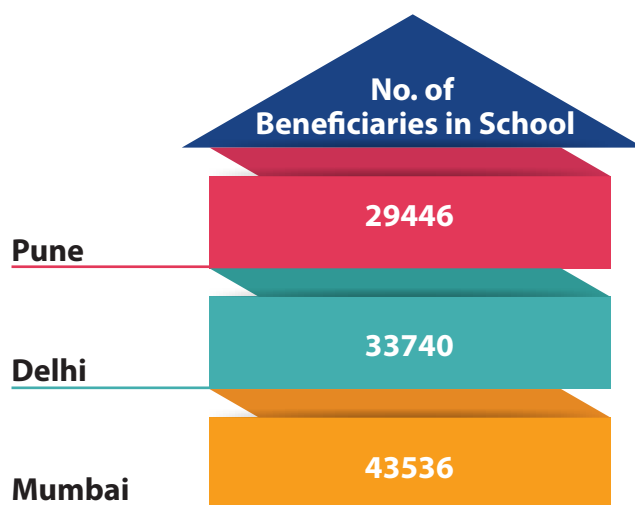 No. of
Beneficiaries in School
29446
Pune
33740
Delhi
43536
Mumbai